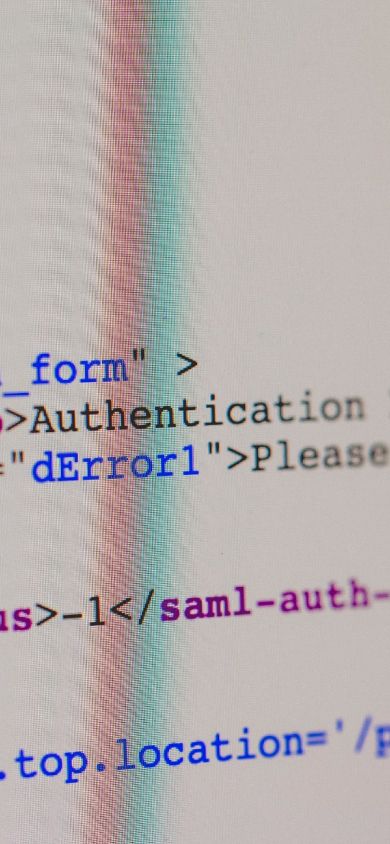 _form" >
>Authentication
="dError1">Please
us>-1</saml-auth-
.top.location='/p